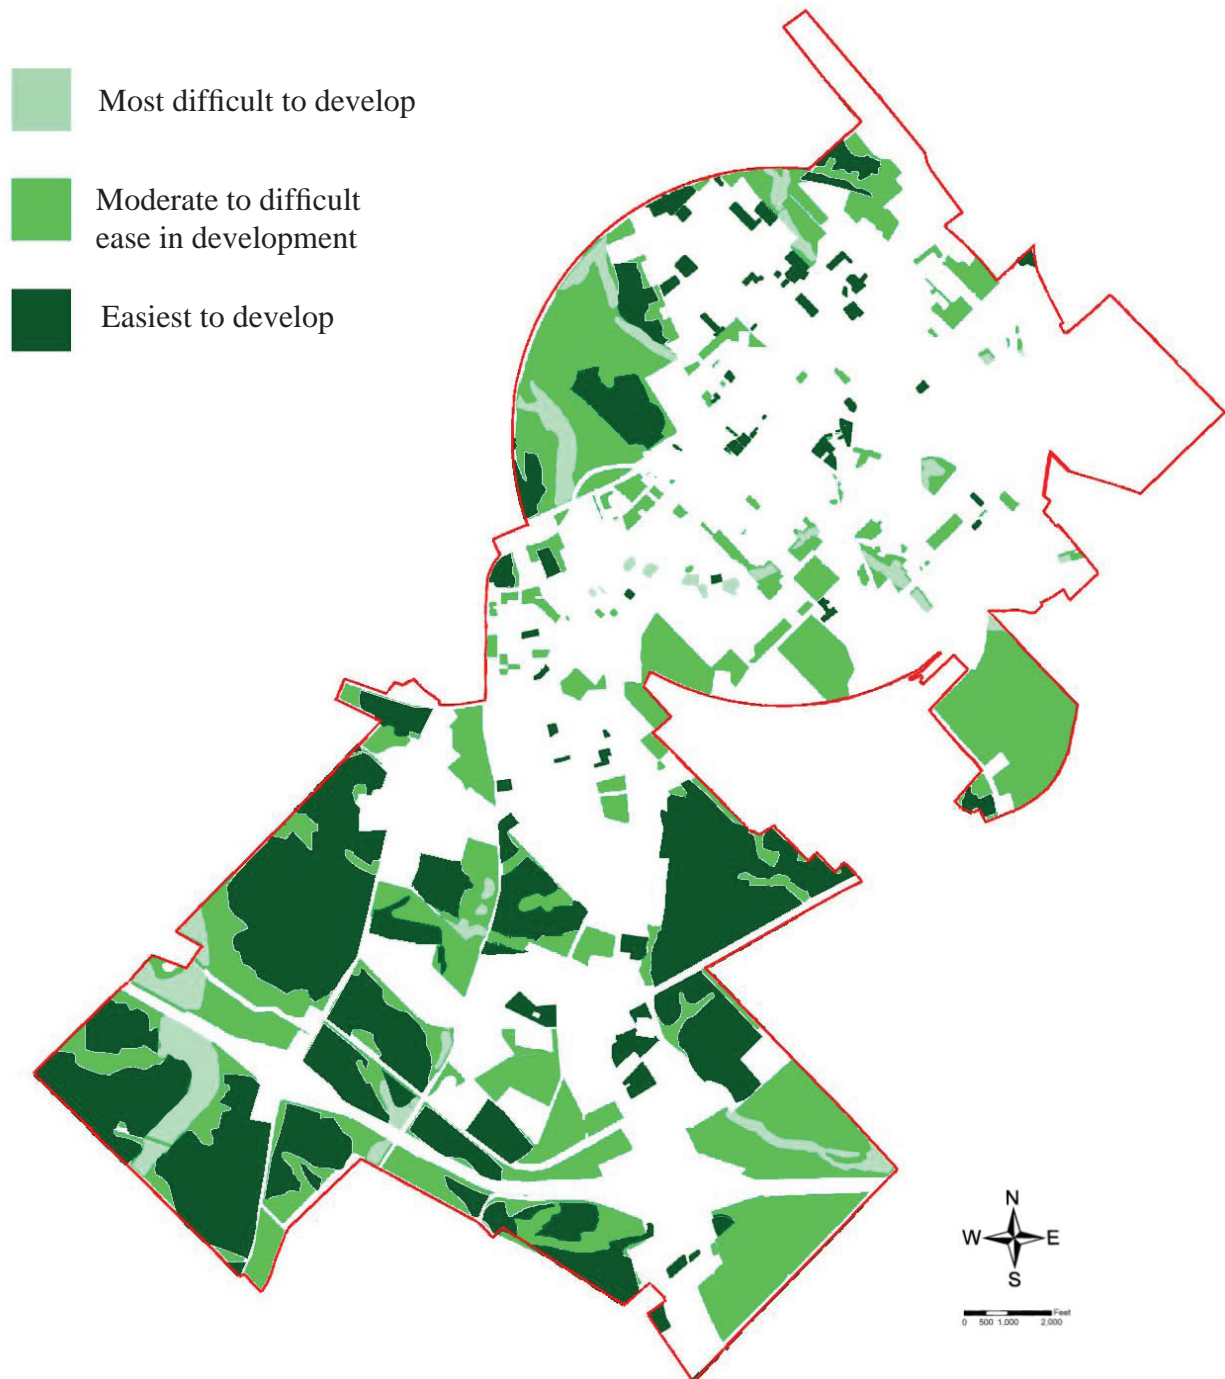 Most difficult to develop
Moderate to difficult
ease in development
Easiest to develop
N
W E
S
Feet
0 500 1,000 2,000